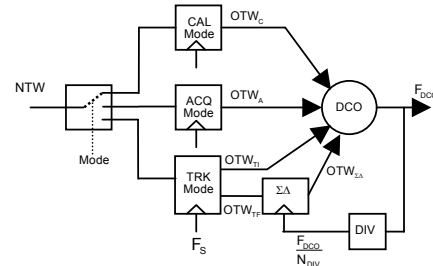 CAL
Mode
OTW_C
NTW
Mode
ACQ
Mode
OTW_A
DCO
F_DCO
TRK
Mode
OTW_TI
OTW_TF
ΣΔ
OTW_ΣΔ
F_S
F_DCO
N_DIV
DIV